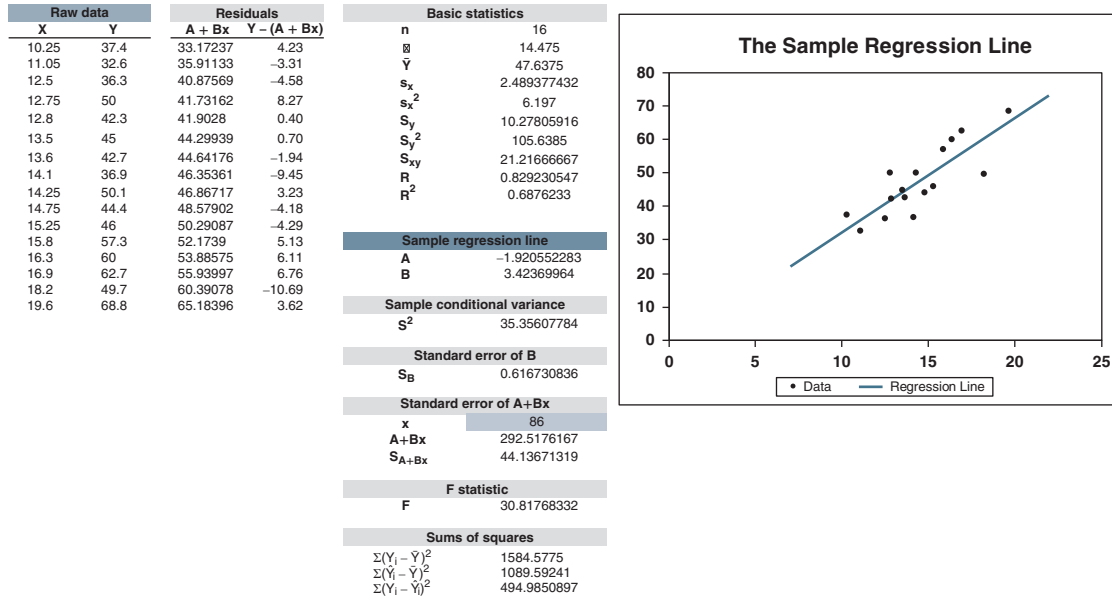 Raw data
X Y
10.25 37.4
11.05 32.6
12.5 36.3
12.75 50
12.8 42.3
13.5 45
13.6 42.7
14.1 36.9
14.25 50.1
14.75 44.4
15.25 46
15.8 57.3
16.3 60
16.9 62.7
18.2 49.7
19.6 68.8
Residuals
A + Bx Y – (A + Bx)
33.17237 4.23
35.91133 –3.31
40.87569 –4.58
41.73162 8.27
41.9028 0.40
44.29939 0.70
44.64176 –1.94
46.35361 –9.45
46.86717 3.23
48.57902 –4.18
50.29087 –4.29
52.1739 5.13
53.88575 6.11
55.93997 6.76
60.39078 –10.69
65.18396 3.62
Basic statistics
n 16
14.475
Ȳ 47.6375
sₓ 2.489377432
sₓ² 6.197
S_y 10.27805916
S_y² 105.6385
S_xy 21.21666667
R 0.829230547
R² 0.6876233
Sample regression line
A –1.920552283
B 3.42369964
Sample conditional variance
S² 35.35607784
Standard error of B
S_B 0.616730836
Standard error of A+Bx
x 86
A+Bx 292.5176167
S_A+Bx 44.13671319
F statistic
F 30.81768332
Sums of squares
Σ(Yᵢ – Ȳ)² 1584.5775
Σ(Ŷᵢ – Ȳ)² 1089.59241
Σ(Yᵢ – Ŷᵢ)² 494.9850897
The Sample Regression Line
80
70
60
50
40
30
20
10
0
0 5 10 15 20 25
Data Regression Line